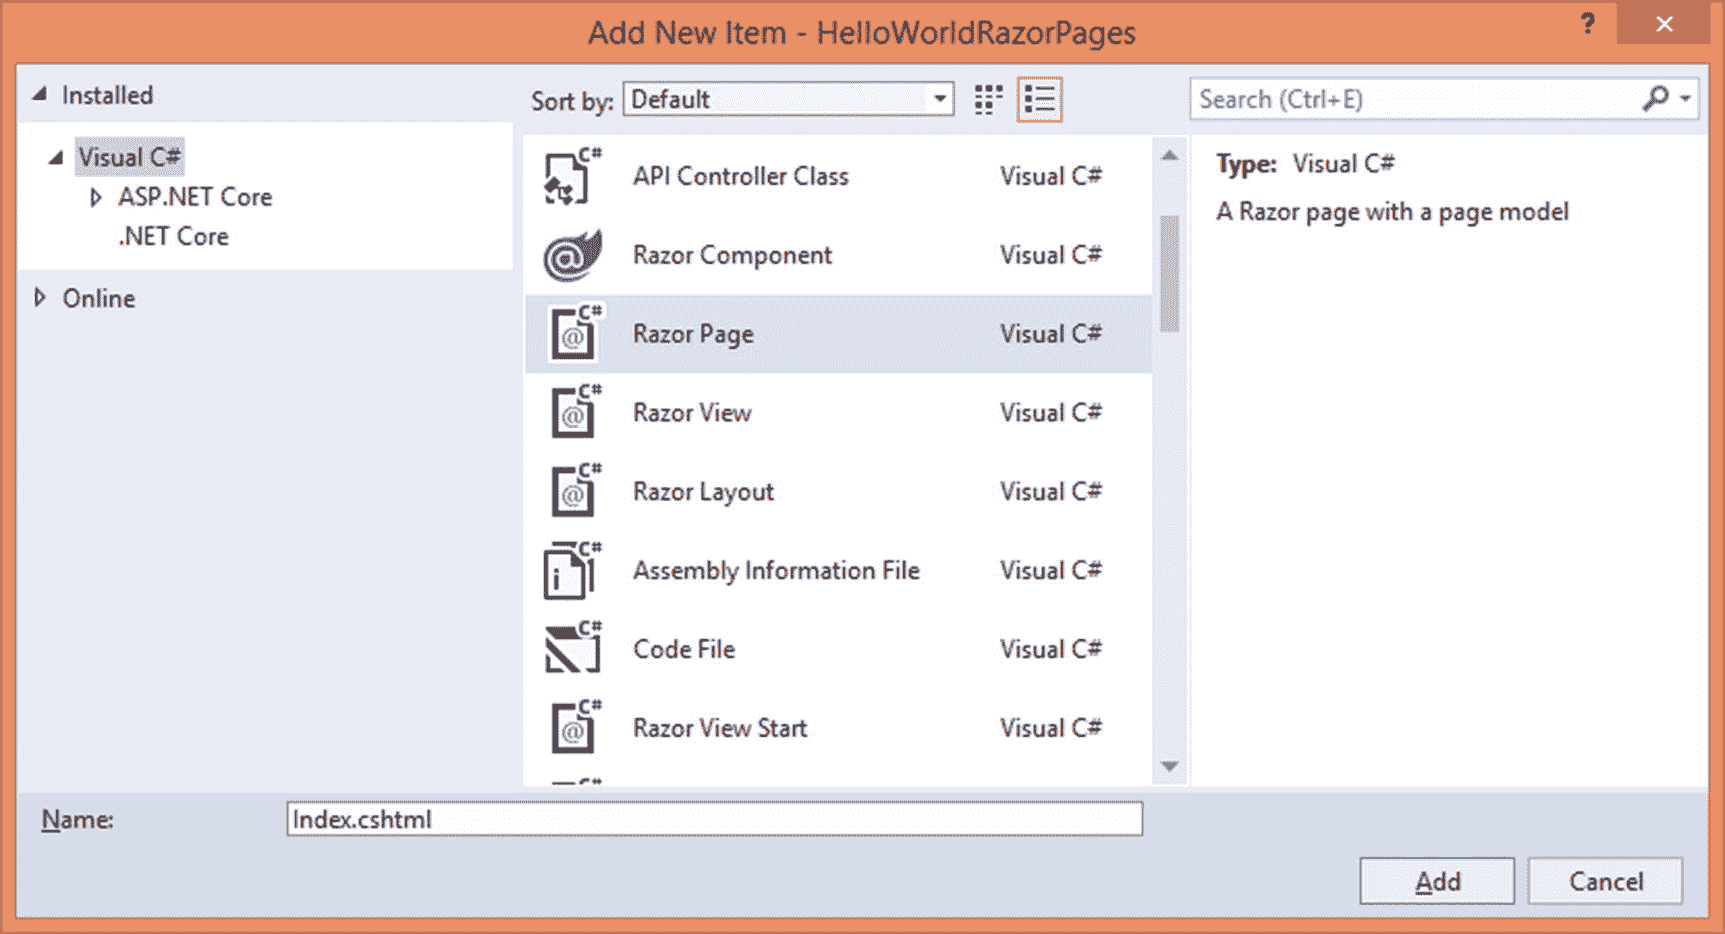 Add New Item - HelloWorldRazorPages
?
Installed
Sort by: Default
Search (Ctrl+E)
Visual C#
ASP.NET Core
.NET Core
Online
C# API Controller Class Visual C#
@ Razor Component Visual C#
C# @ Razor Page Visual C#
C# @ Razor View Visual C#
C# @ Razor Layout Visual C#
C# i Assembly Information File Visual C#
C# Code File Visual C#
C# @ Razor View Start Visual C#
Type: Visual C#
A Razor page with a page model
Name: Index.cshtml
Add Cancel